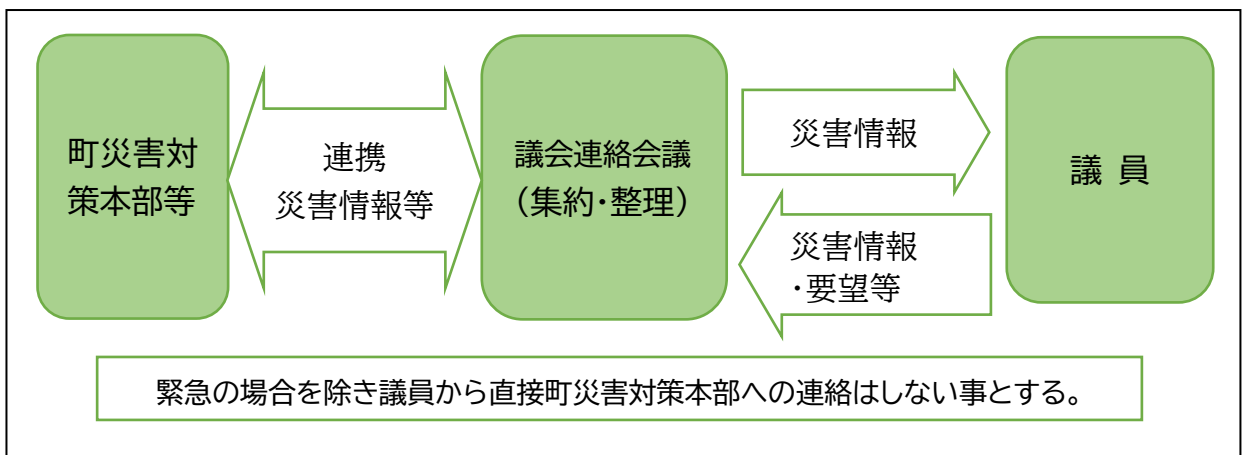 町災害対
策本部等
連携
災害情報等
議会連絡会議
（集約・整理）
災害情報
災害情報
・要望等
議 員
緊急の場合を除き議員から直接町災害対策本部への連絡はしない事とする。